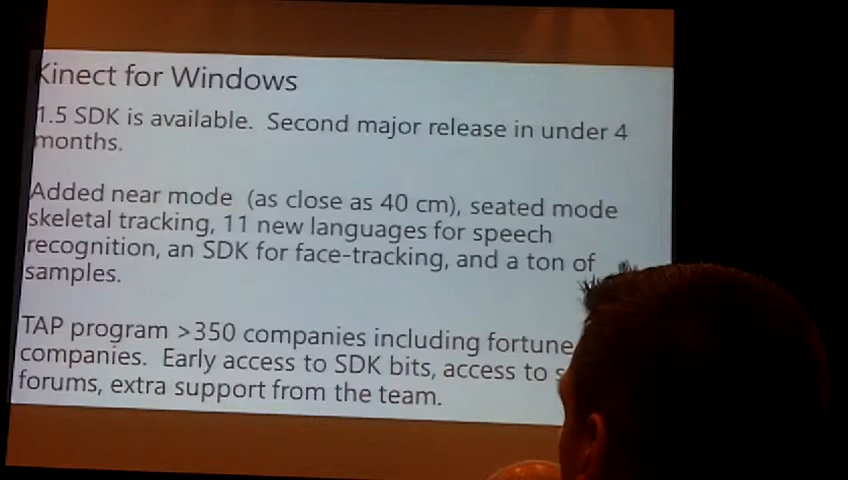 Kinect for Windows
1.5 SDK is available. Second major release in under 4
months.
Added near mode (as close as 40 cm), seated mode
skeletal tracking, 11 new languages for speech
recognition, an SDK for face-tracking, and a ton of
samples.
TAP program >350 companies including fortune
companies. Early access to SDK bits, access to
forums, extra support from the team.